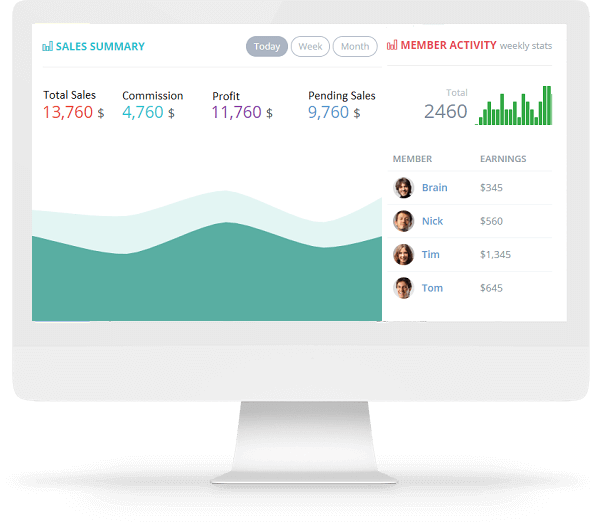 SALES SUMMARY
Today
Week
Month
Total Sales
13,760 $
Commission
4,760 $
Profit
11,760 $
Pending Sales
9,760 $
MEMBER ACTIVITY weekly stats
Total
2460
MEMBER EARNINGS
Brain $345
Nick $560
Tim $1,345
Tom $645